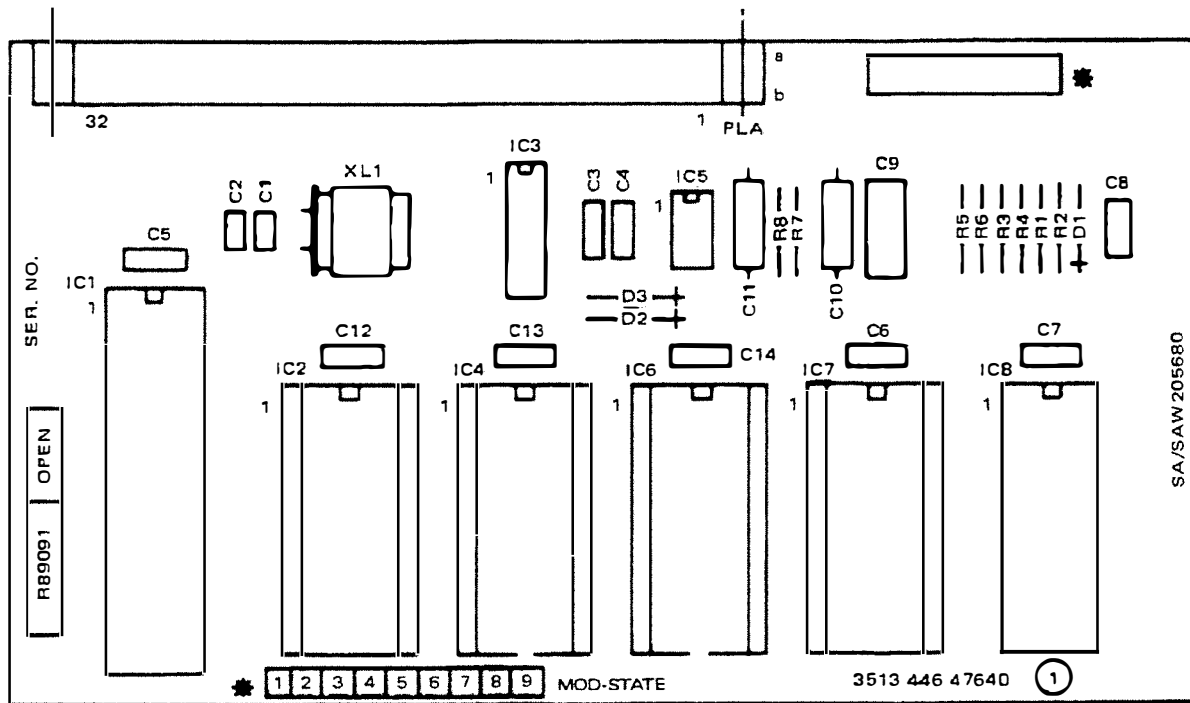 1
a
b
32
1
PLA
C2
C1
XL1
1
IC3
C3
C4
1
IC5
C11
R8
R7
C10
C9
R5
R6
R3
R4
R1
R2
D1
C8
SER. NO.
C5
IC1
1
D3
D2
IC2
C12
1
IC4
C13
1
IC6
C14
1
IC7
C6
1
IC8
C7
1
SA/SAW 205680
OPEN
R89091
1 2 3 4 5 6 7 8 9 MOD-STATE
3513 446 47640 1